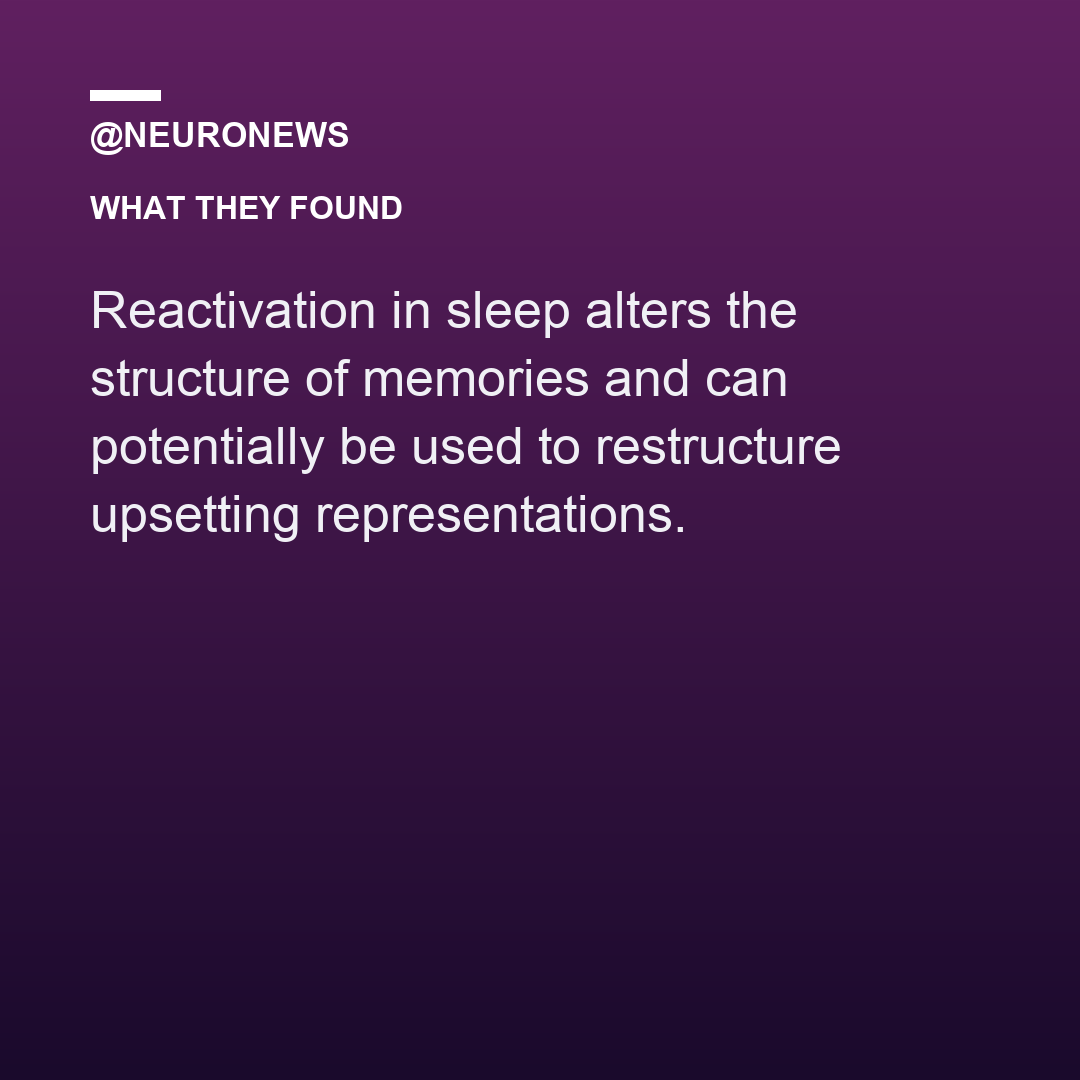 @NEURONEWS
WHAT THEY FOUND
Reactivation in sleep alters the
structure of memories and can
potentially be used to restructure
upsetting representations.